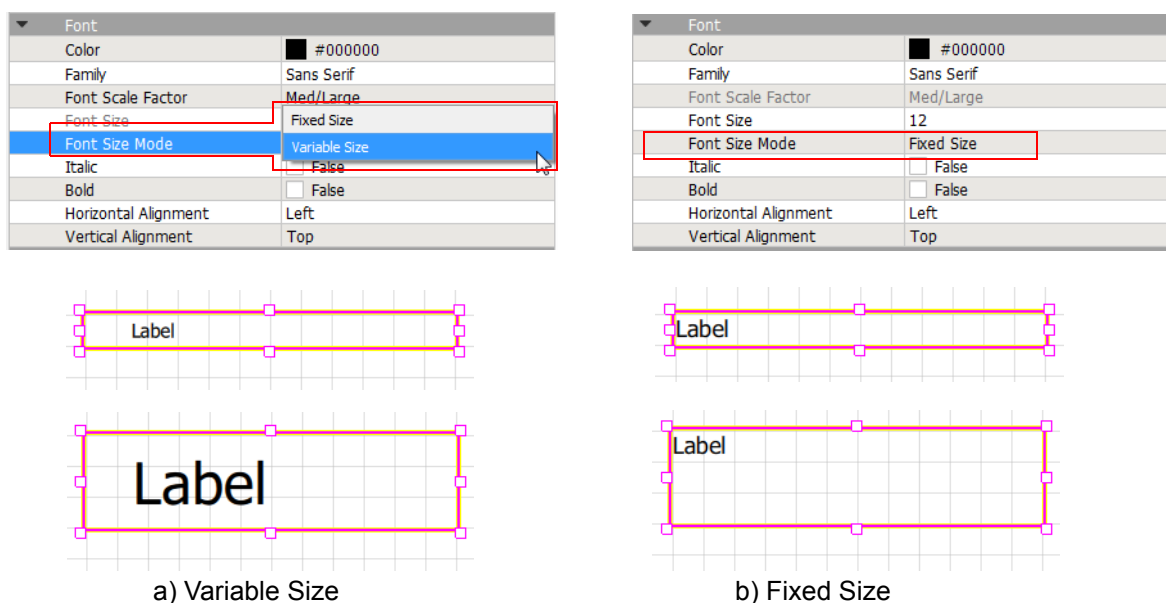 Font
Color #000000
Family Sans Serif
Font Scale Factor Med/Large
Font Size Fixed Size
Font Size Mode Variable Size
Italic False
Bold False
Horizontal Alignment Left
Vertical Alignment Top
Label
Label
a) Variable Size
Font
Color #000000
Family Sans Serif
Font Scale Factor Med/Large
Font Size 12
Font Size Mode Fixed Size
Italic False
Bold False
Horizontal Alignment Left
Vertical Alignment Top
Label
Label
b) Fixed Size